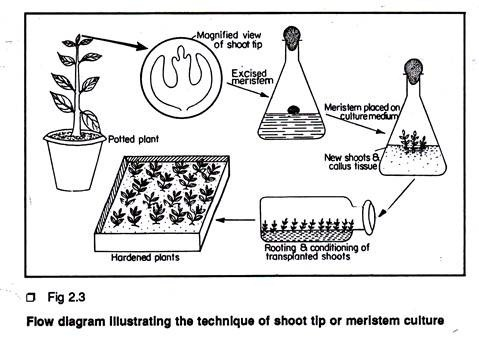 Magnified view
of shoot tip
Excised
meristem
Meristem placed on
culture medium
Potted plant
New shoots &
callus tissue
Rooting & conditioning of
transplanted shoots
Hardened plants
Fig 2.3
Flow diagram illustrating the technique of shoot tip or meristem culture